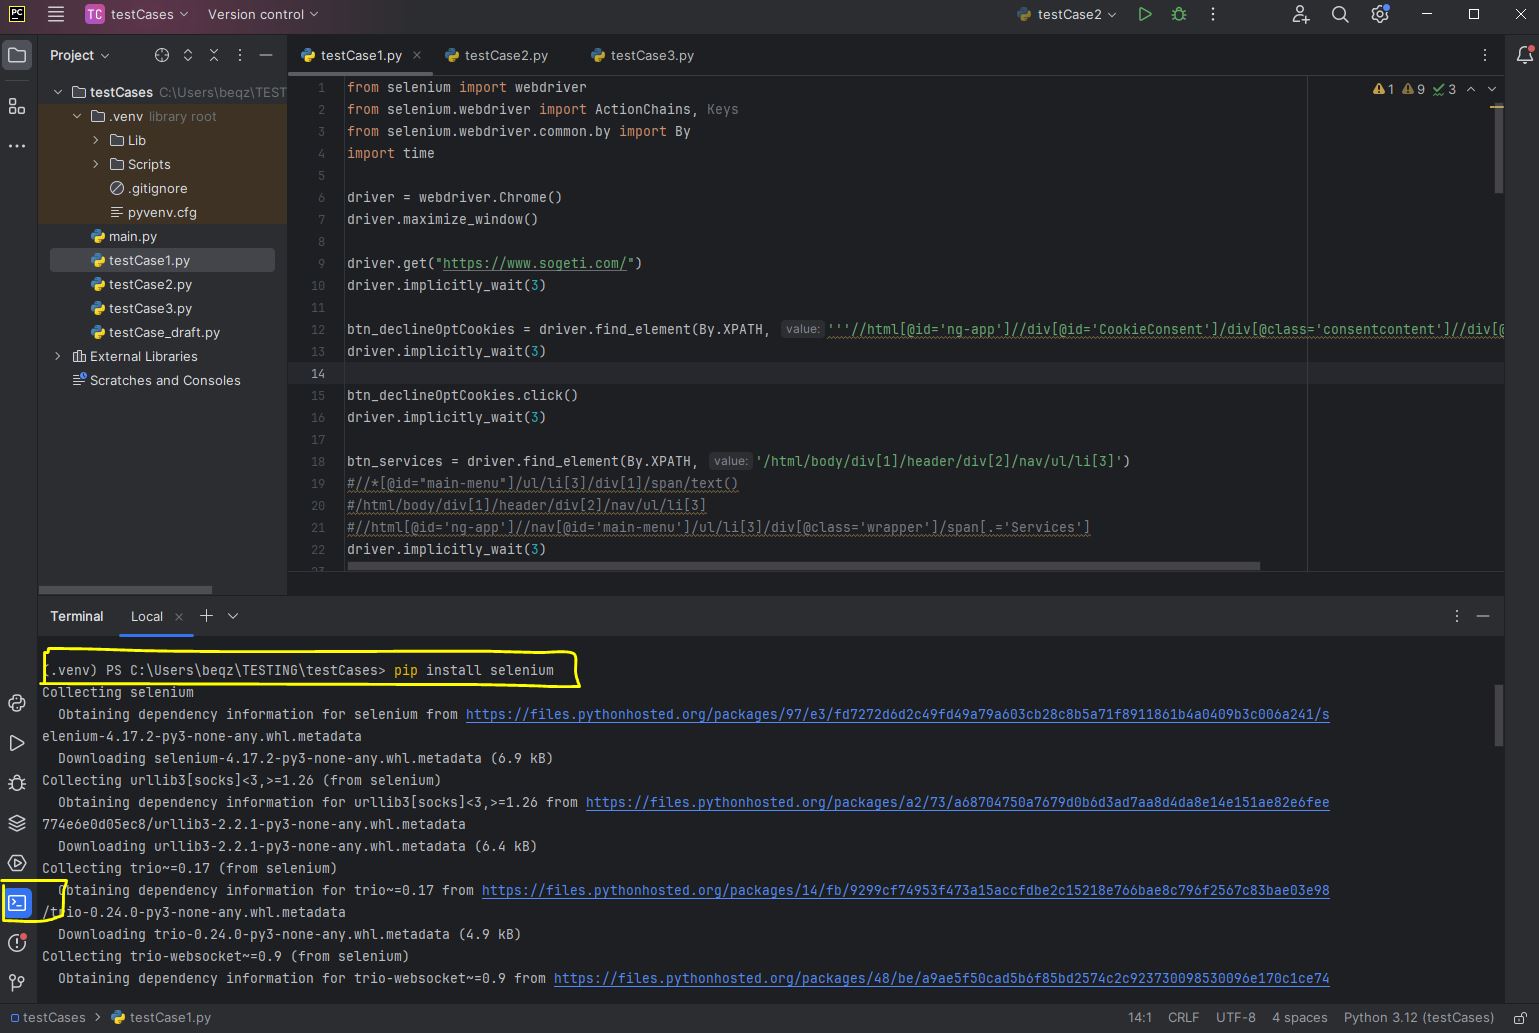 PC
TC testCases Version control testCase2
Project
testCase1.py testCase2.py testCase3.py
testCases C:\Users\beqz\TEST
.venv library root
Lib
Scripts
.gitignore
pyvenv.cfg
main.py
testCase1.py
testCase2.py
testCase3.py
testCase_draft.py
External Libraries
Scratches and Consoles
1 9 3
1 from selenium import webdriver
2 from selenium.webdriver import ActionChains, Keys
3 from selenium.webdriver.common.by import By
4 import time
5
6 driver = webdriver.Chrome()
7 driver.maximize_window()
8
9 driver.get("https://www.sogeti.com/")
10 driver.implicitly_wait(3)
11
12 btn_declineOptCookies = driver.find_element(By.XPATH, value: '''//html[@id='ng-app']//div[@id='CookieConsent']/div[@class='consentcontent']//div[@
13 driver.implicitly_wait(3)
14
15 btn_declineOptCookies.click()
16 driver.implicitly_wait(3)
17
18 btn_services = driver.find_element(By.XPATH, value: '/html/body/div[1]/header/div[2]/nav/ul/li[3]')
19 #//*[@id="main-menu"]/ul/li[3]/div[1]/span/text()
20 #/html/body/div[1]/header/div[2]/nav/ul/li[3]
21 #//html[@id='ng-app']//nav[@id='main-menu']/ul/li[3]/div[@class='wrapper']/span[.='Services']
22 driver.implicitly_wait(3)
23
Terminal Local
(.venv) PS C:\Users\beqz\TESTING\testCases> pip install selenium
Collecting selenium
Obtaining dependency information for selenium from https://files.pythonhosted.org/packages/97/e3/fd7272d6d2c49fd49a79a603cb28c8b5a71f8911861b4a0409b3c006a241/s
elenium-4.17.2-py3-none-any.whl.metadata
Downloading selenium-4.17.2-py3-none-any.whl.metadata (6.9 kB)
Collecting urllib3[socks]<3,>=1.26 (from selenium)
Obtaining dependency information for urllib3[socks]<3,>=1.26 from https://files.pythonhosted.org/packages/a2/73/a68704750a7679d0b6d3ad7aa8d4da8e14e151ae82e6fee
774e6e0d05ec8/urllib3-2.2.1-py3-none-any.whl.metadata
Downloading urllib3-2.2.1-py3-none-any.whl.metadata (6.4 kB)
Collecting trio~=0.17 (from selenium)
Obtaining dependency information for trio~=0.17 from https://files.pythonhosted.org/packages/14/fb/9299cf74953f473a15accfdbe2c15218e766bae8c796f2567c83bae03e98
/trio-0.24.0-py3-none-any.whl.metadata
Downloading trio-0.24.0-py3-none-any.whl.metadata (4.9 kB)
Collecting trio-websocket~=0.9 (from selenium)
Obtaining dependency information for trio-websocket~=0.9 from https://files.pythonhosted.org/packages/48/be/a9ae5f50cad5b6f85bd2574c2c923730098530096e170c1ce74
testCases > testCase1.py 14:1 CRLF UTF-8 4 spaces Python 3.12 (testCases)